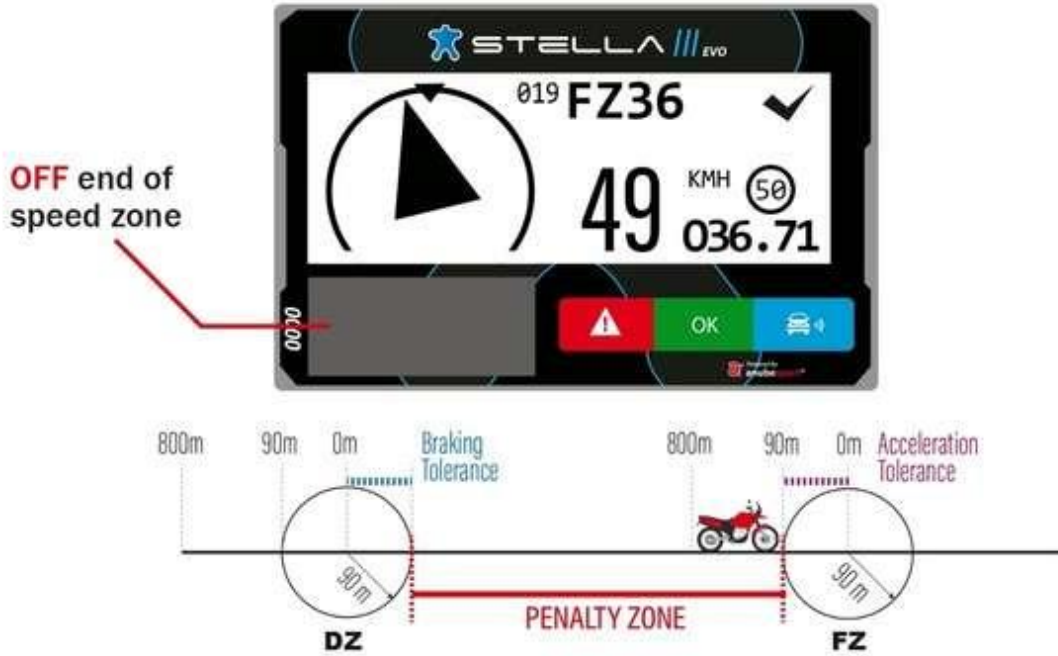 STELLA III EVO
019 FZ36
49 KMH 50
036.71
OFF end of
speed zone
0000
OK
800m 90m 0m Braking
Tolerance
800m 90m 0m Acceleration
Tolerance
90 m
90 m
PENALTY ZONE
DZ
FZ